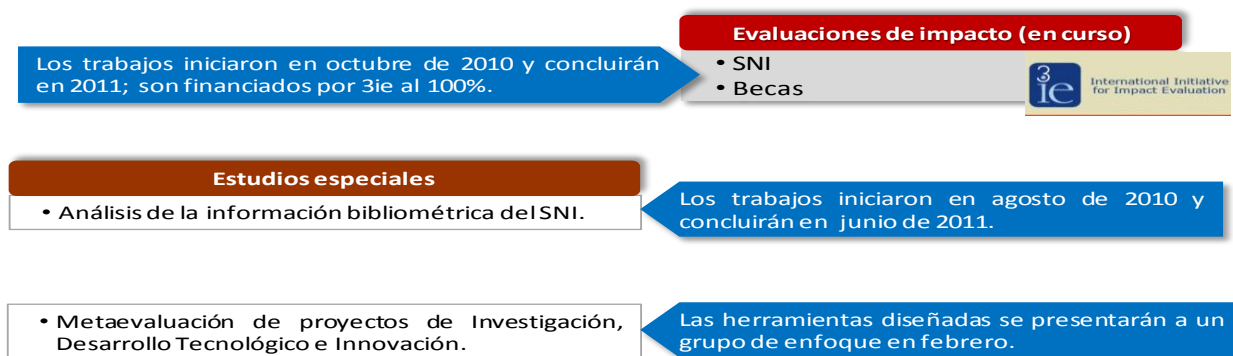 Evaluaciones de impacto (en curso)
Los trabajos iniciaron en octubre de 2010 y concluirán
en 2011; son financiados por 3ie al 100%.
• SNI
• Becas
3ie
International Initiative
for Impact Evaluation
Estudios especiales
• Análisis de la información bibliométrica del SNI.
Los trabajos iniciaron en agosto de 2010 y
concluirán en junio de 2011.
• Metaevaluación de proyectos de Investigación,
Desarrollo Tecnológico e Innovación.
Las herramientas diseñadas se presentarán a un
grupo de enfoque en febrero.